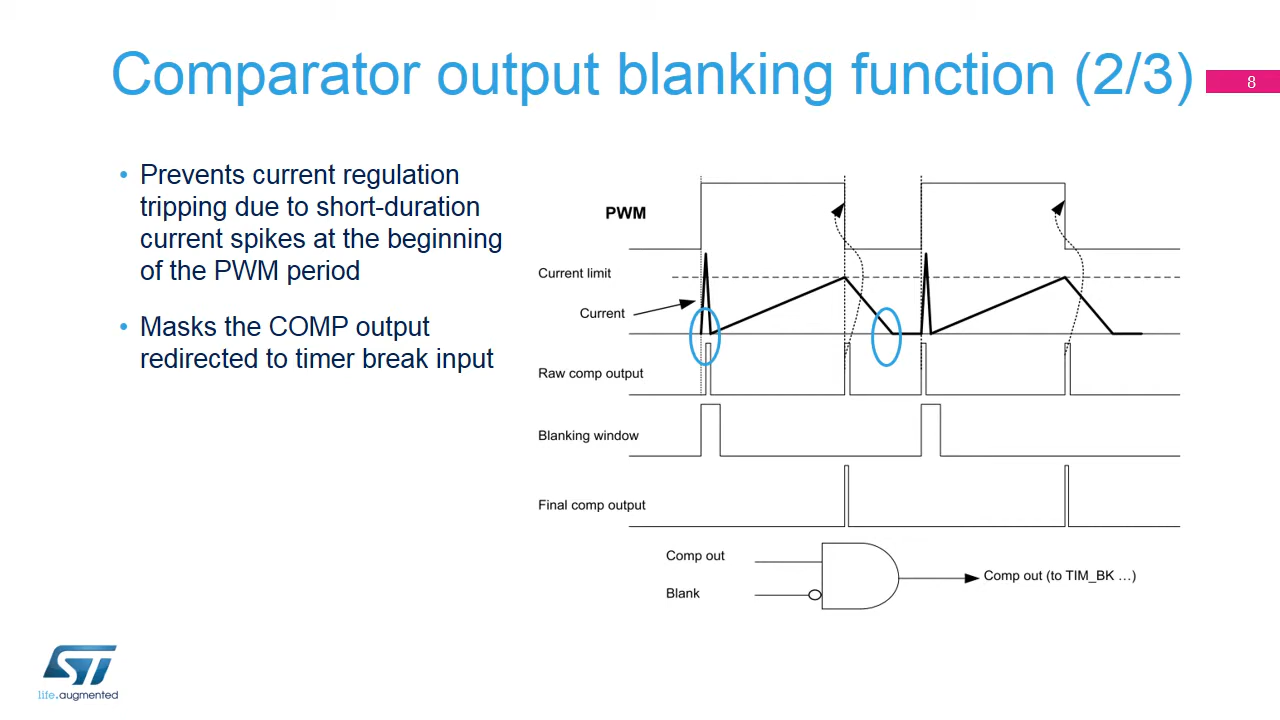 Comparator output blanking function (2/3)
8
• Prevents current regulation
tripping due to short-duration
current spikes at the beginning
of the PWM period
• Masks the COMP output
redirected to timer break input
PWM
Current limit
Current
Raw comp output
Blanking window
Final comp output
Comp out
Blank
Comp out (to TIM_BK …)
ST
life.augmented